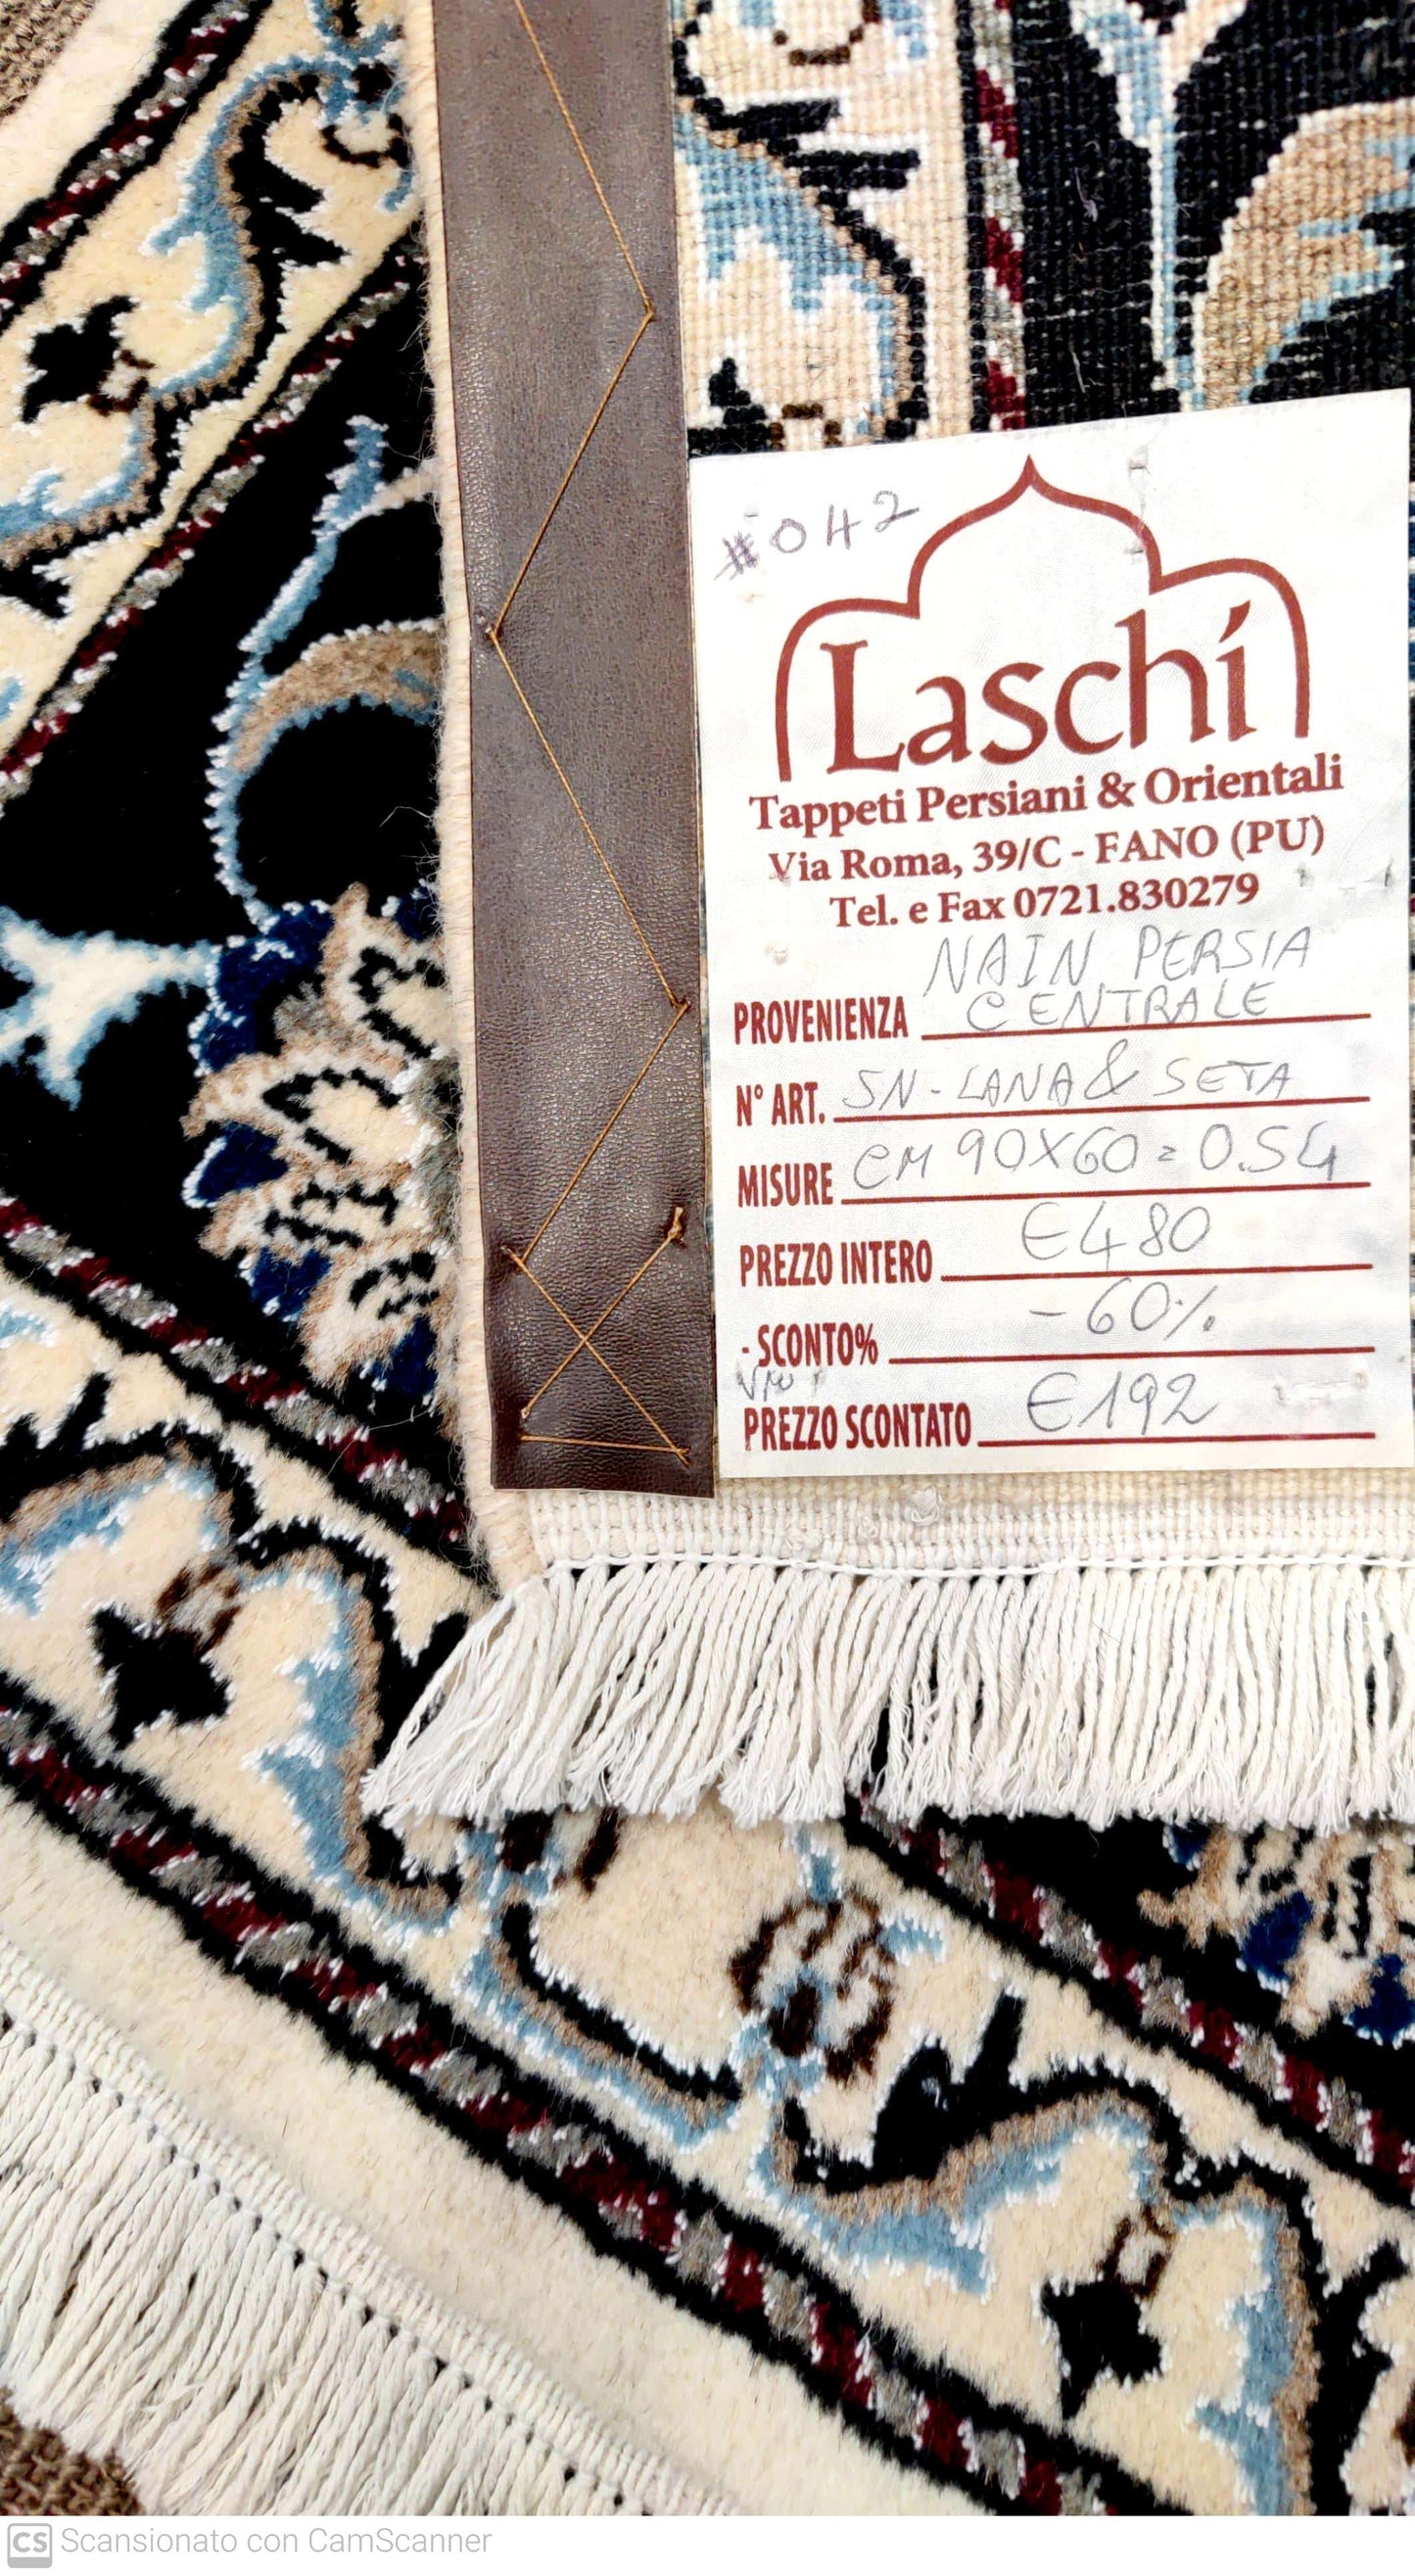 #042
Laschí
Tappeti Persiani & Orientali
Via Roma, 39/C - FANO (PU)
Tel. e Fax 0721.830279
NAIN PERSIA
PROVENIENZA CENTRALE
N° ART. SN-LANA & SETA
MISURE CM 90X60=0.54
PREZZO INTERO €480
- SCONTO% -60%
PREZZO SCONTATO €192
CS Scansionato con CamScanner